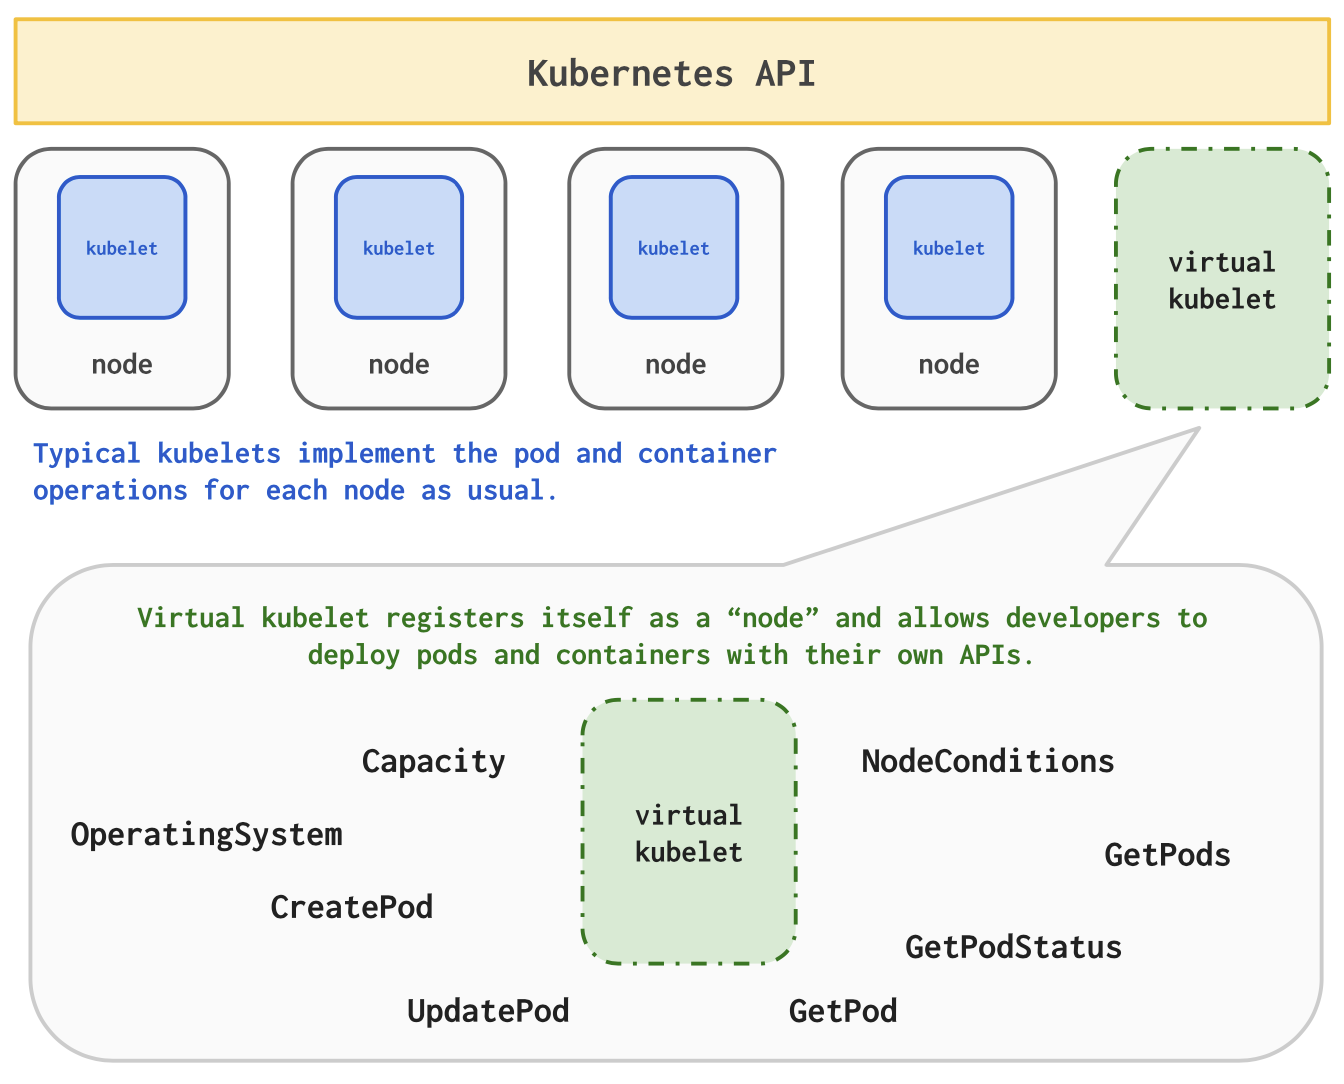 Kubernetes API
kubelet
node
kubelet
node
kubelet
node
kubelet
node
virtual
kubelet
Typical kubelets implement the pod and container
operations for each node as usual.
Virtual kubelet registers itself as a “node” and allows developers to
deploy pods and containers with their own APIs.
Capacity
NodeConditions
OperatingSystem
virtual
kubelet
GetPods
CreatePod
GetPodStatus
UpdatePod
GetPod